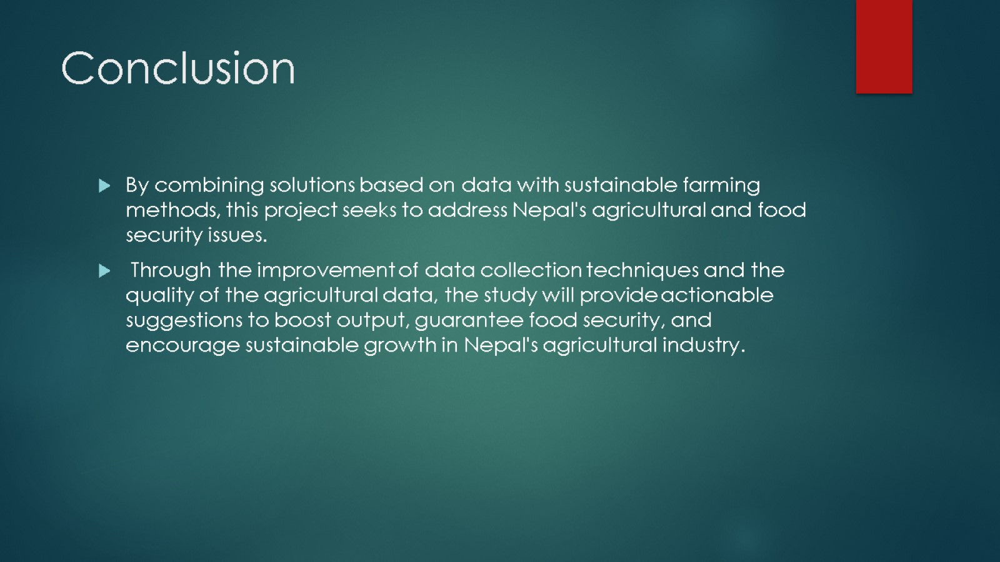 Conclusion
By combining solutions based on data with sustainable farming
methods, this project seeks to address Nepal's agricultural and food
security issues.
Through the improvement of data collection techniques and the
quality of the agricultural data, the study will provide actionable
suggestions to boost output, guarantee food security, and
encourage sustainable growth in Nepal's agricultural industry.